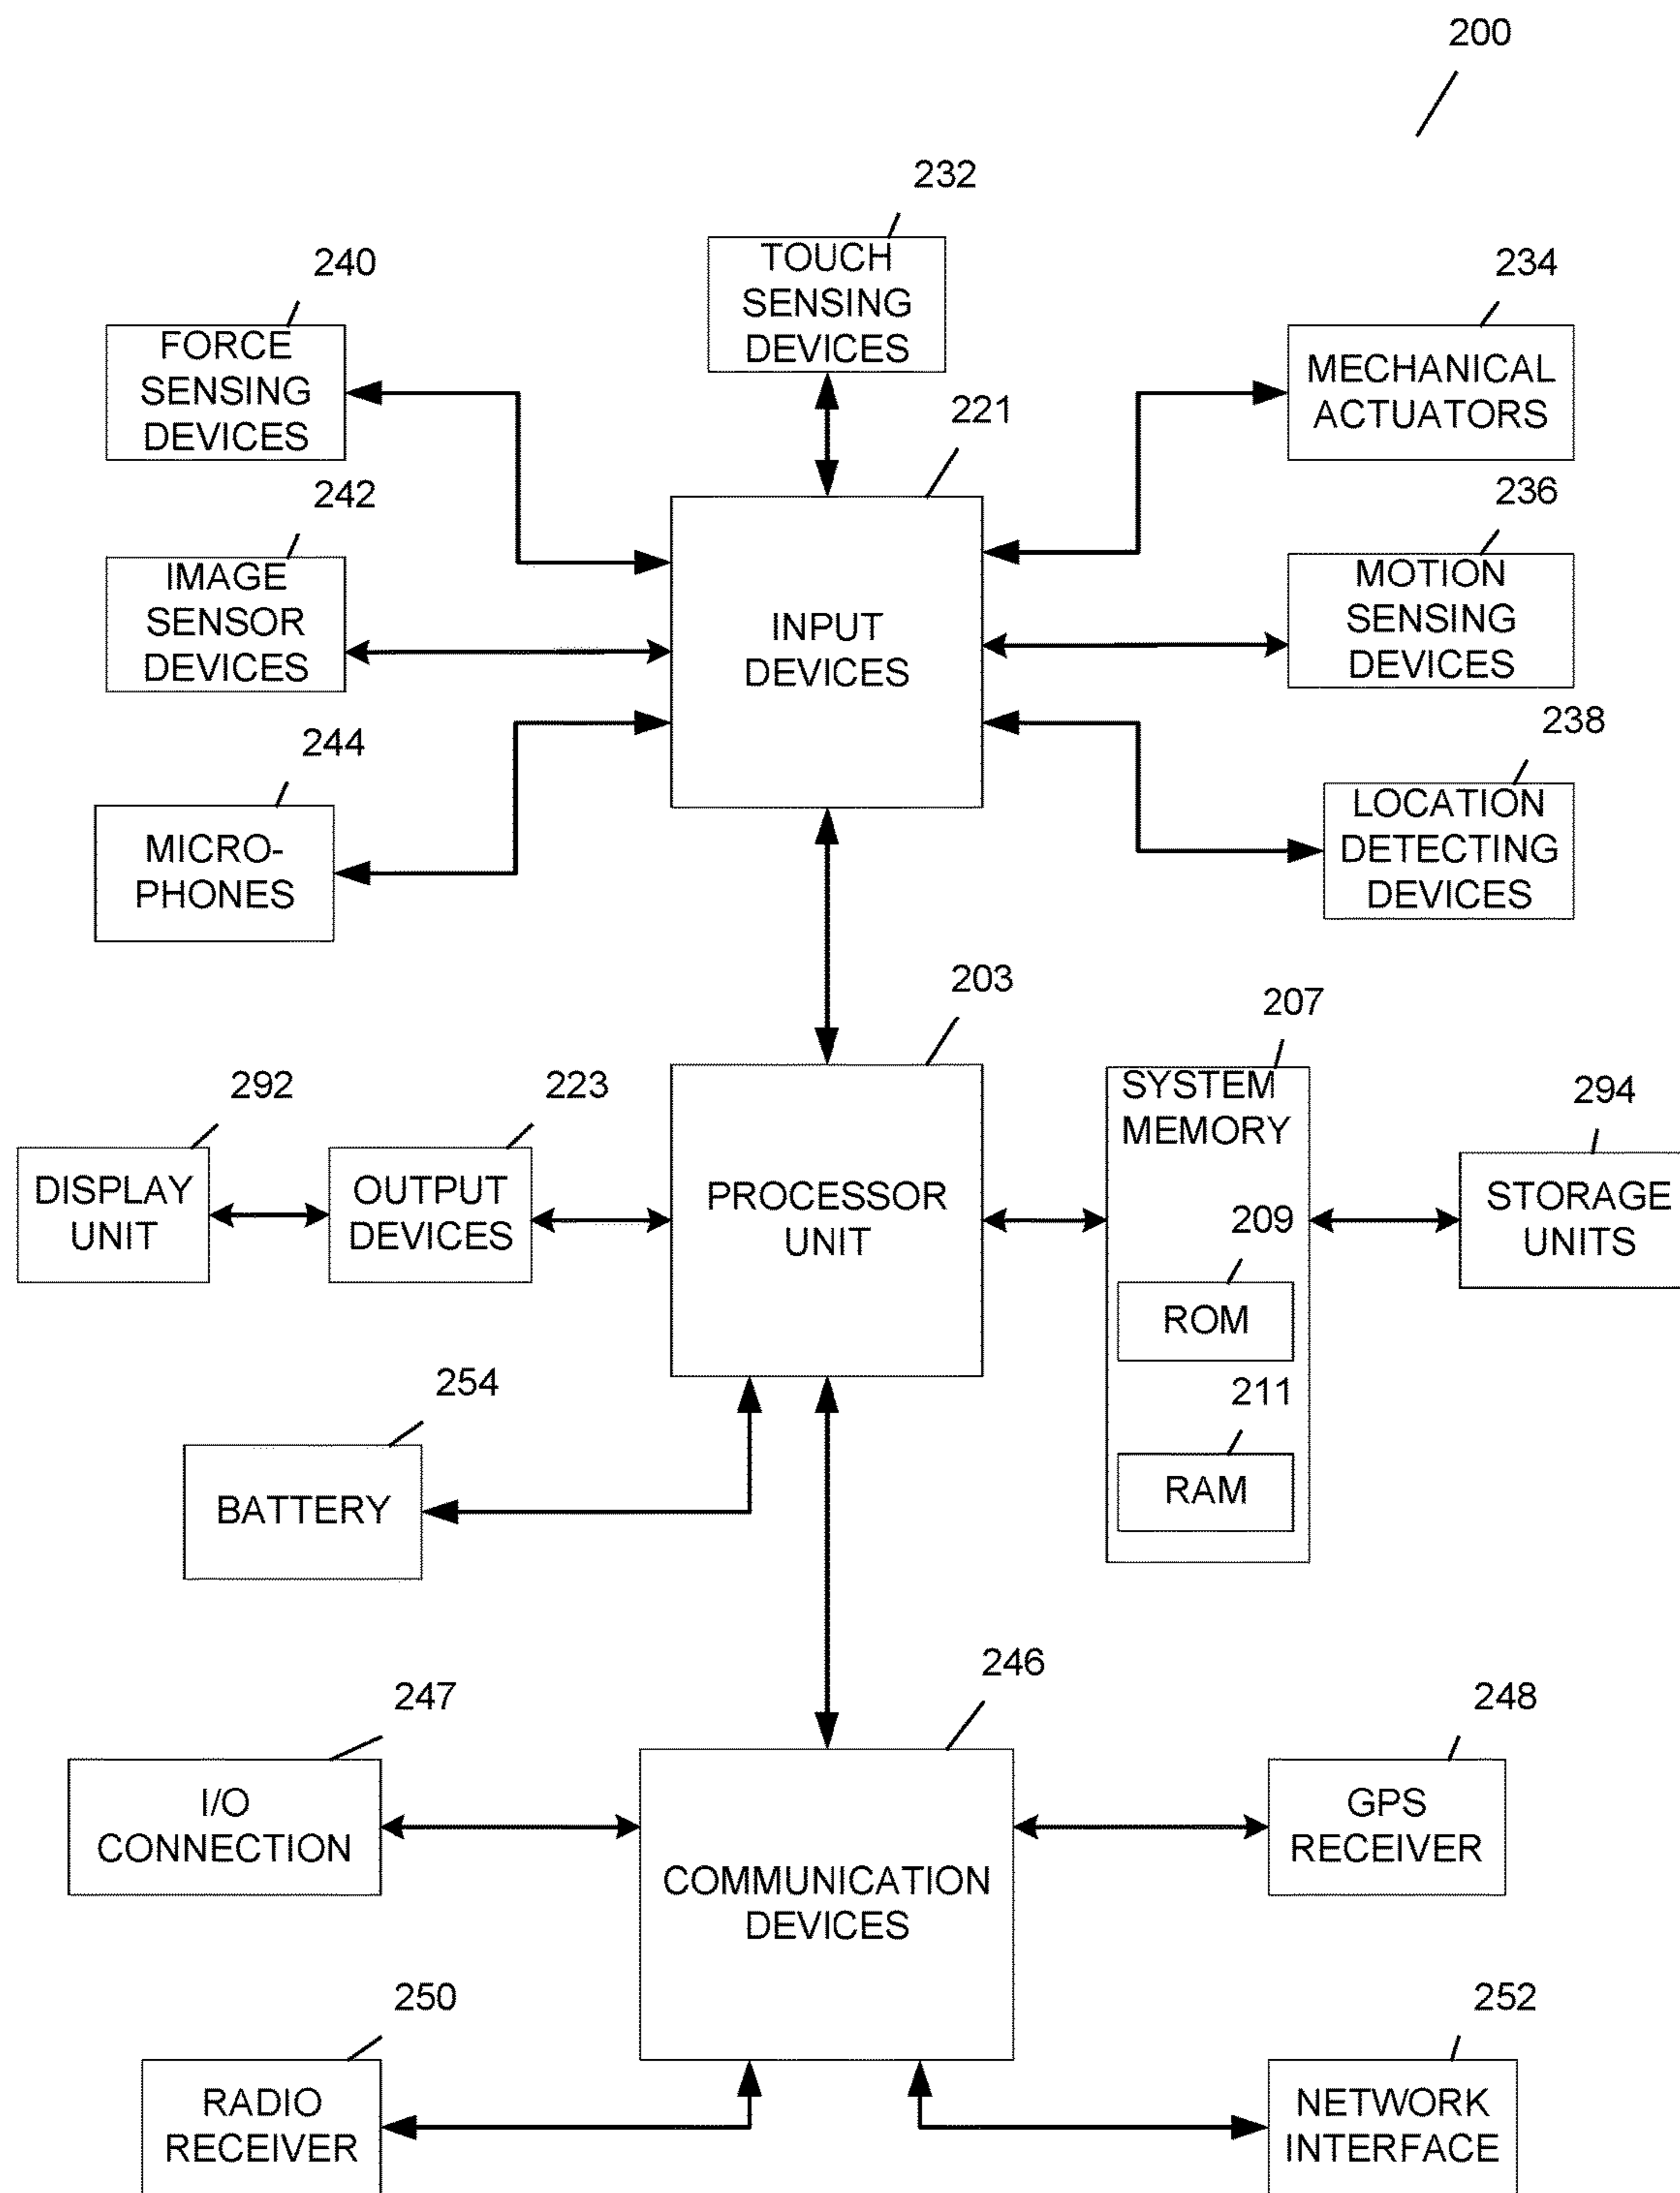 200
232
TOUCH
SENSING
DEVICES
240
FORCE
SENSING
DEVICES
234
MECHANICAL
ACTUATORS
221
INPUT
DEVICES
242
IMAGE
SENSOR
DEVICES
236
MOTION
SENSING
DEVICES
244
MICRO-
PHONES
238
LOCATION
DETECTING
DEVICES
203
PROCESSOR
UNIT
207
SYSTEM
MEMORY
209
ROM
211
RAM
292
DISPLAY
UNIT
223
OUTPUT
DEVICES
294
STORAGE
UNITS
254
BATTERY
246
COMMUNICATION
DEVICES
247
I/O
CONNECTION
248
GPS
RECEIVER
250
RADIO
RECEIVER
252
NETWORK
INTERFACE